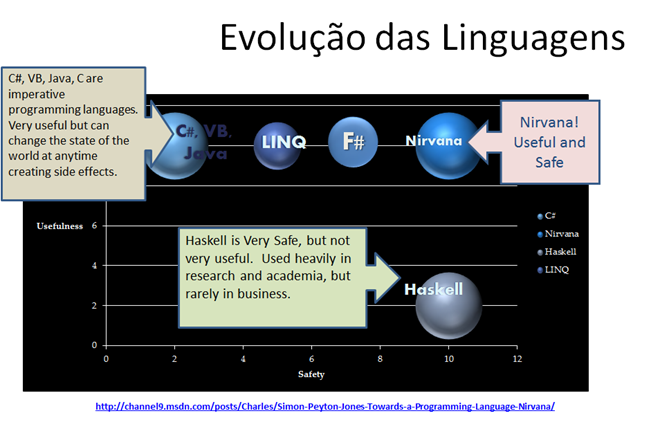 Evolução das Linguagens
C#, VB, Java, C are
imperative
programming languages.
Very useful but can
change the state of the
world at anytime
creating side effects.
C#, VB,
Java
LINQ
F#
Nirvana
Nirvana!
Useful and
Safe
Usefulness
6
4
2
0
Haskell is Very Safe, but not
very useful. Used heavily in
research and academia, but
rarely in business.
Haskell
C#
Nirvana
Haskell
LINQ
0 2 4 6 8 10 12
Safety
http://channel9.msdn.com/posts/Charles/Simon-Peyton-Jones-Towards-a-Programming-Language-Nirvana/